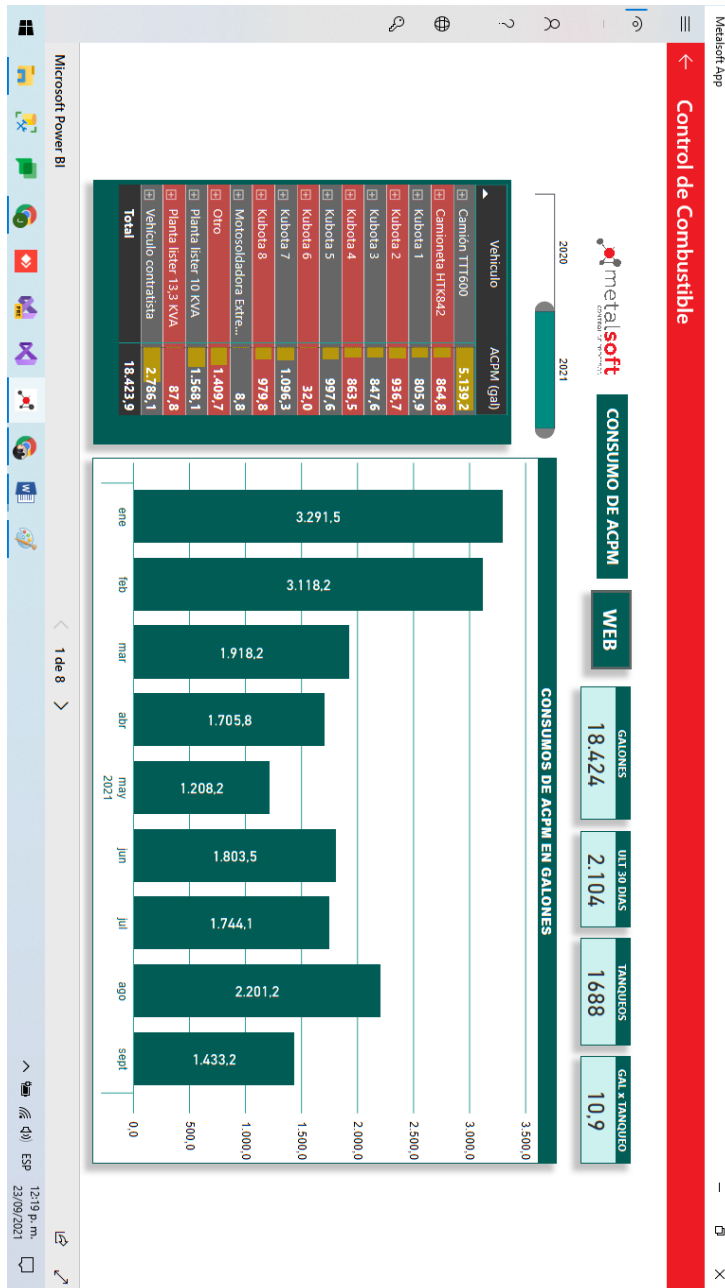 Metalsoft App
Control de Combustible
metalsoft
CONSUMO DE ACPM
WEB
GALONES
18.424
ULT 30 DIAS
2.104
TANQUEOS
1688
GAL x TANQUEO
10,9
2020
2021
Vehiculo ACPM (gal)
Camión TTT600 5.139,2
Camioneta HTK842 864,8
Kubota 1 805,9
Kubota 2 936,7
Kubota 3 847,6
Kubota 4 863,5
Kubota 5 997,6
Kubota 6 32,0
Kubota 7 1.096,3
Kubota 8 979,8
Motosoldadora Extre... 8,8
Otro 1.409,7
Planta lister 10 KVA 1.568,1
Planta lister 13,3 KVA 87,8
Vehículo contratista 2.786,1
Total 18.423,9
CONSUMOS DE ACPM EN GALONES
3.500,0
3.000,0
2.500,0
2.000,0
1.500,0
1.000,0
500,0
0,0
3.291,5
3.118,2
1.918,2
1.705,8
1.208,2
1.803,5
1.744,1
2.201,2
1.433,2
ene feb mar abr may jun jul ago sept
2021
Microsoft Power BI
1 de 8
ESP
12:19 p. m.
23/09/2021